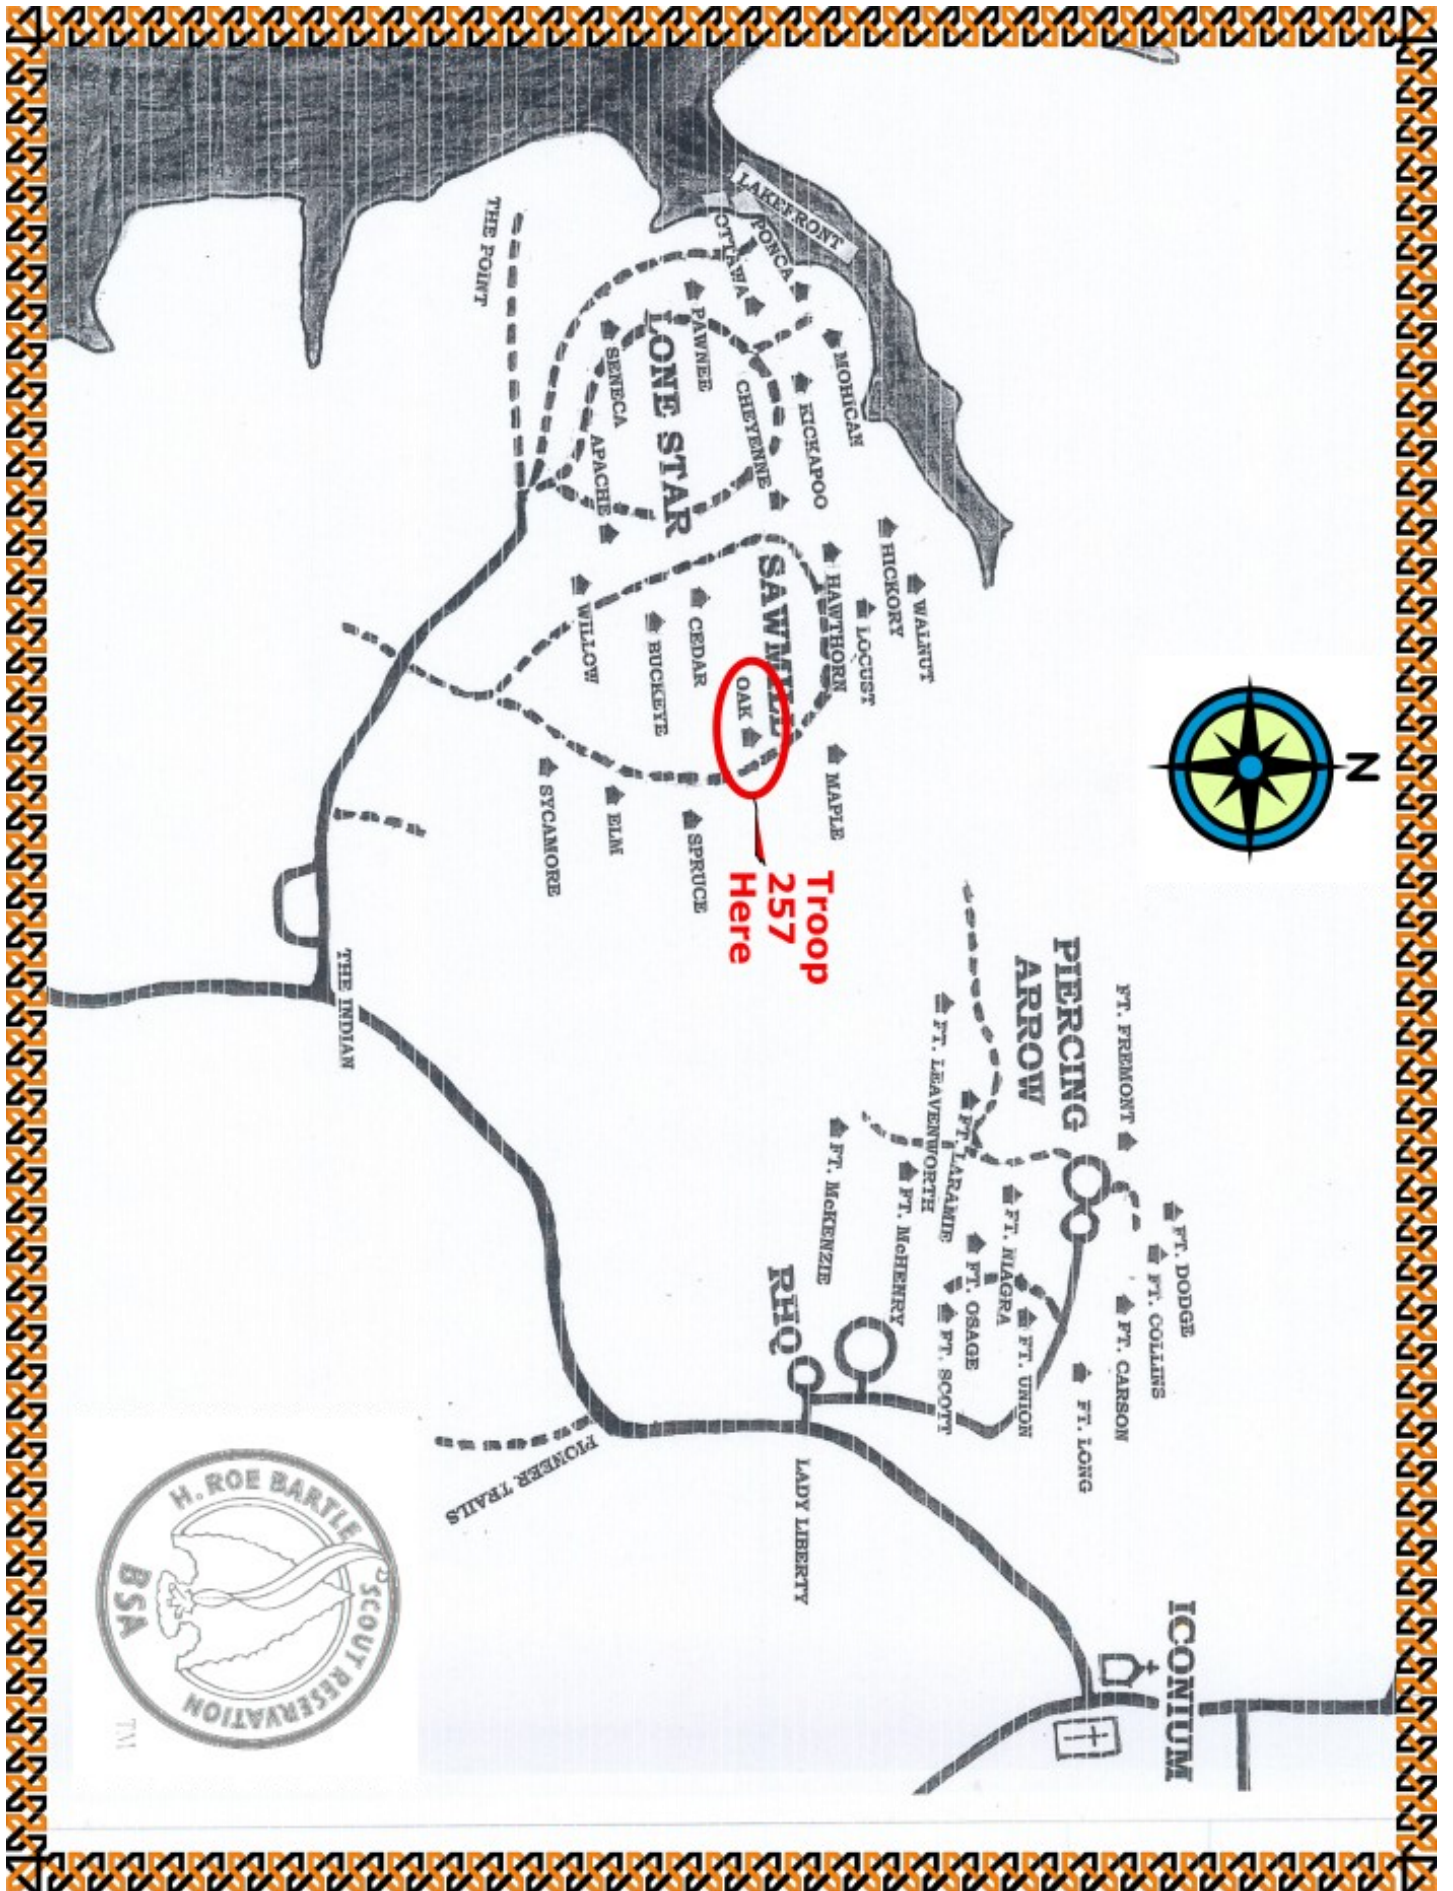 N
ICONIUM
LAKEFRONT
PONCA
OTTAWA
MOHICAN
KICKAPOO
PAWNEE
CHEYENNE
LONE STAR
SENECA
APACHE
THE POINT
WALNUT
HICKORY
LOCUST
HAWTHORN
SAWMILL
MAPLE
OAK
CEDAR
BUCKEYE
WILLOW
SPRUCE
ELM
SYCAMORE
Troop
257
Here
PIERCING
ARROW
FT. FREMONT
FT. DODGE
FT. COLLINS
FT. CARSON
FT. LONG
FT. UNION
FT. NIAGRA
FT. OSAGE
FT. SCOTT
FT. LARAMIE
FT. LEAVENWORTH
FT. McHENRY
FT. McKENZIE
RHQ
LADY LIBERTY
THE INDIAN
PIONEER TRAILS
H. ROE BARTLE
SCOUT RESERVATION
BSA
TM